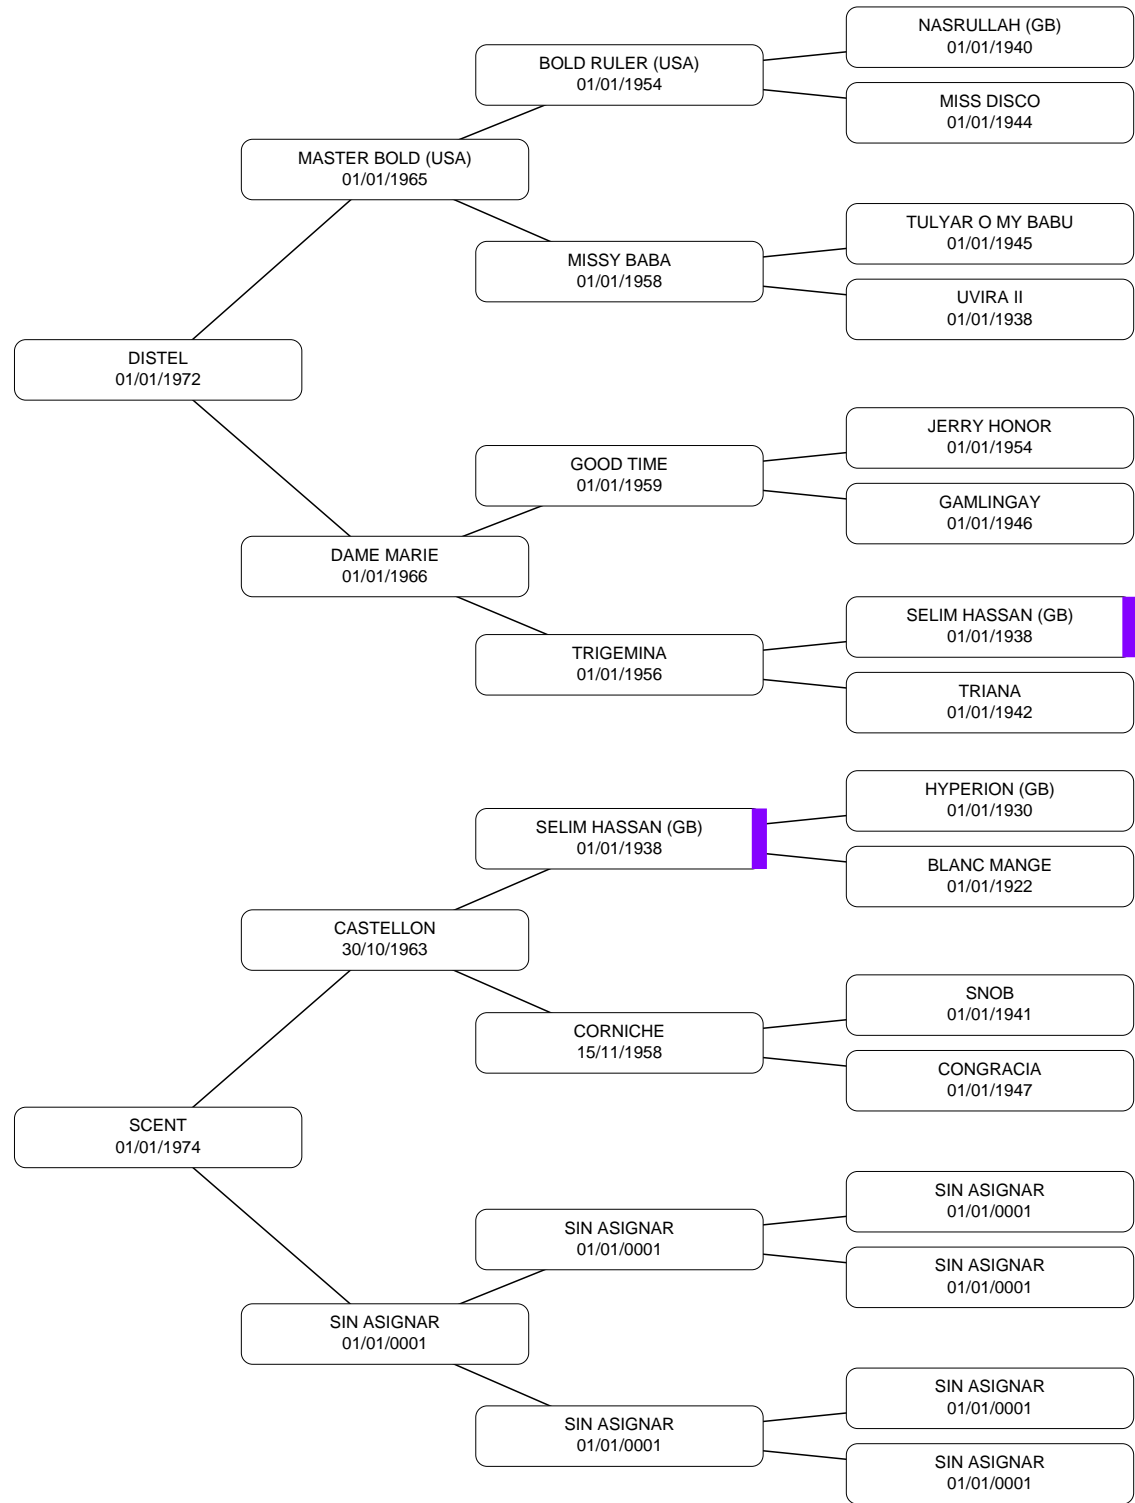 NASRULLAH (GB)
01/01/1940
BOLD RULER (USA)
01/01/1954
MISS DISCO
01/01/1944
MASTER BOLD (USA)
01/01/1965
TULYAR O MY BABU
01/01/1945
MISSY BABA
01/01/1958
UVIRA II
01/01/1938
DISTEL
01/01/1972
JERRY HONOR
01/01/1954
GOOD TIME
01/01/1959
GAMLINGAY
01/01/1946
DAME MARIE
01/01/1966
SELIM HASSAN (GB)
01/01/1938
TRIGEMINA
01/01/1956
TRIANA
01/01/1942
HYPERION (GB)
01/01/1930
SELIM HASSAN (GB)
01/01/1938
BLANC MANGE
01/01/1922
CASTELLON
30/10/1963
SNOB
01/01/1941
CORNICHE
15/11/1958
CONGRACIA
01/01/1947
SCENT
01/01/1974
SIN ASIGNAR
01/01/0001
SIN ASIGNAR
01/01/0001
SIN ASIGNAR
01/01/0001
SIN ASIGNAR
01/01/0001
SIN ASIGNAR
01/01/0001
SIN ASIGNAR
01/01/0001
SIN ASIGNAR
01/01/0001